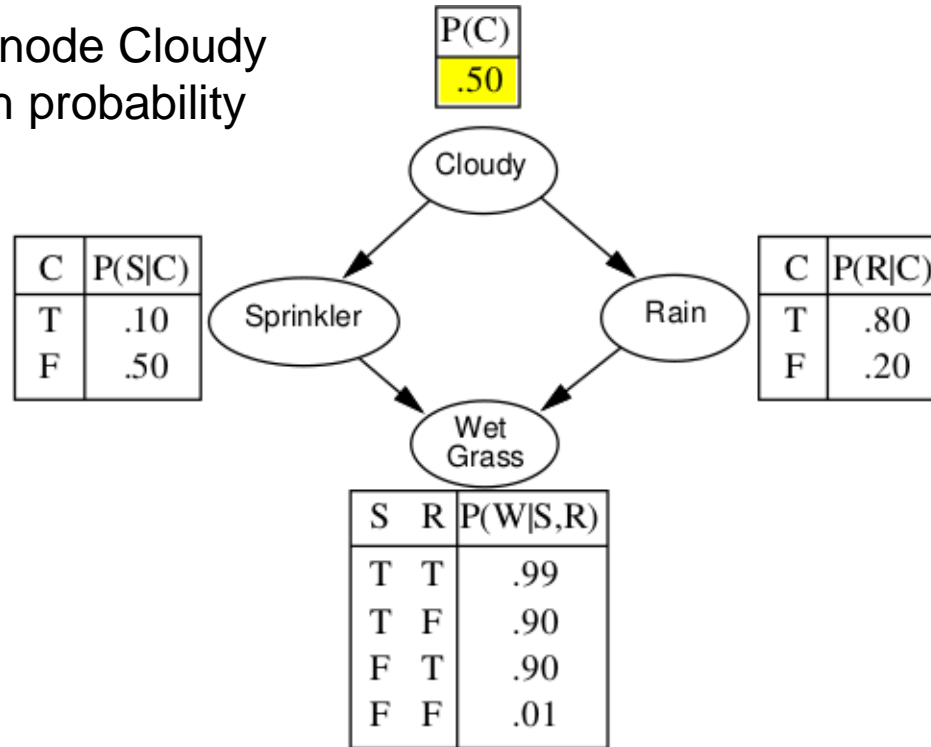 node Cloudy
probability
P(C)
.50
Cloudy
C P(S|C)
T .10
F .50
Sprinkler
Rain
C P(R|C)
T .80
F .20
Wet
Grass
S R P(W|S,R)
T T .99
T F .90
F T .90
F F .01